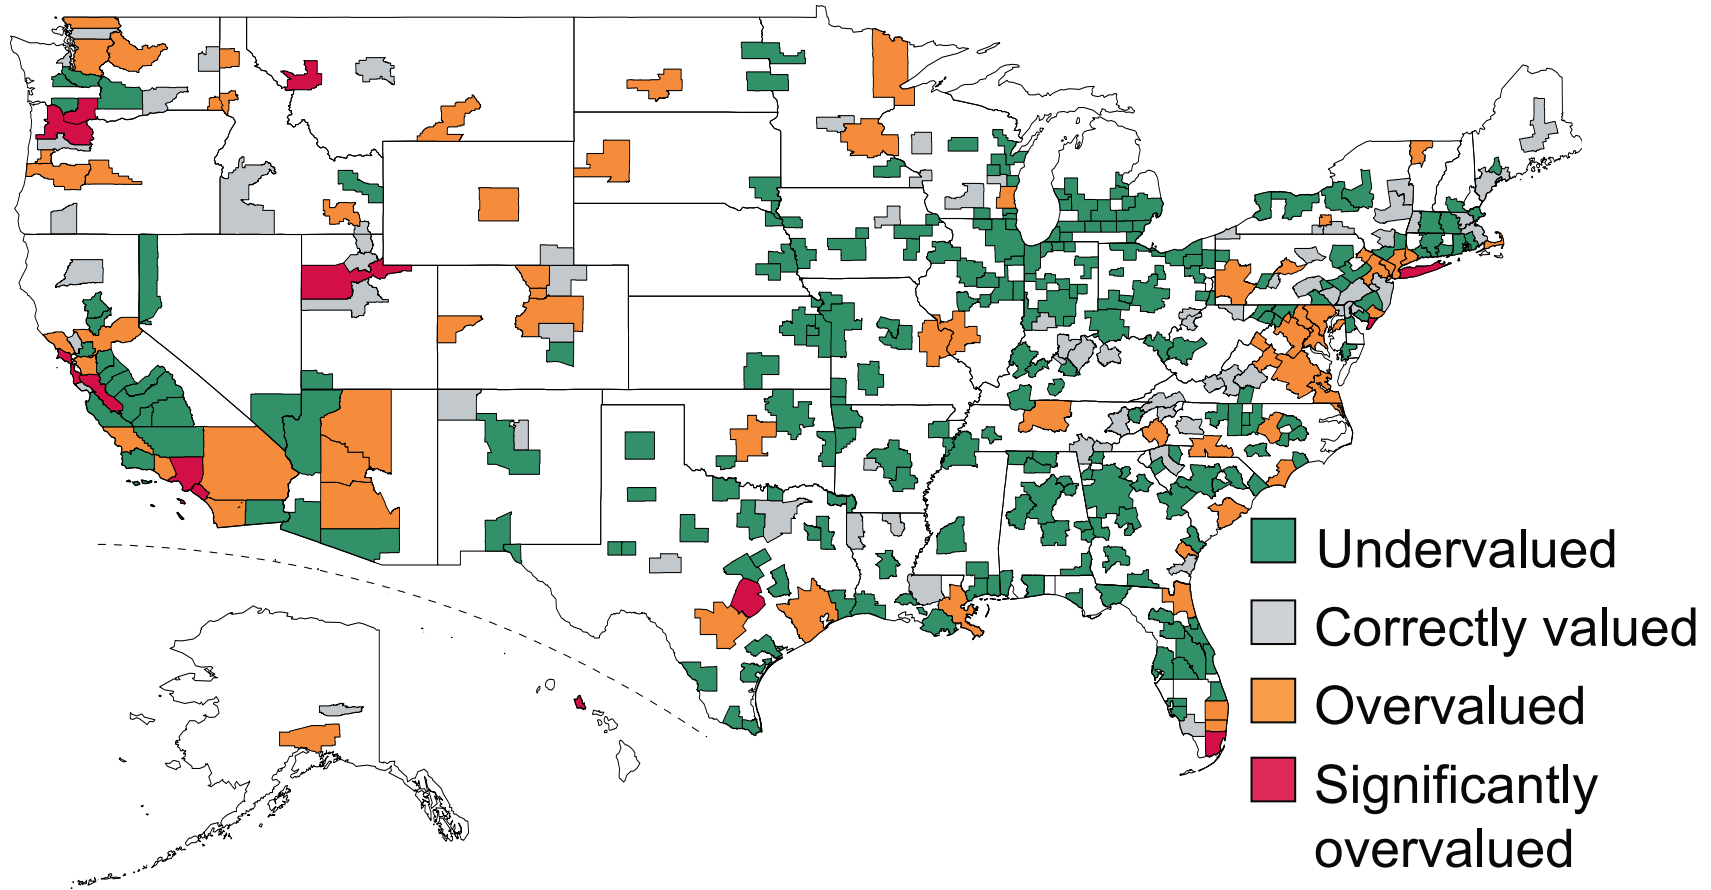 Undervalued
Correctly valued
Overvalued
Significantly
overvalued